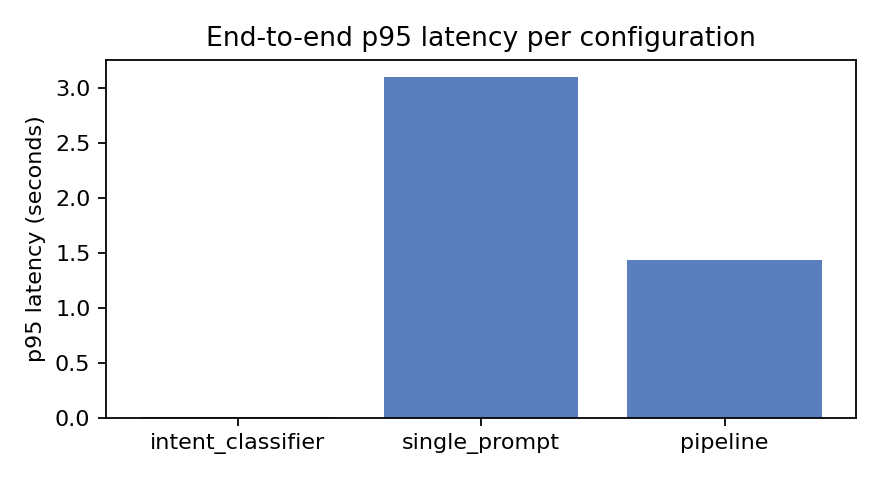 End-to-end p95 latency per configuration
p95 latency (seconds)
3.0
2.5
2.0
1.5
1.0
0.5
0.0
intent_classifier
single_prompt
pipeline